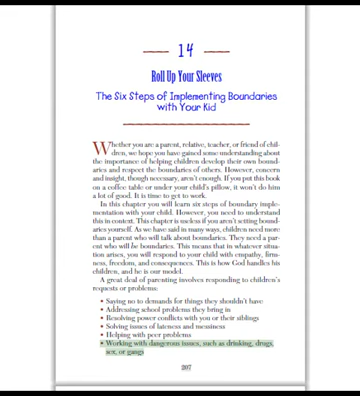 14
Roll Up Your Sleeves
The Six Steps of Implementing Boundaries
with Your Kid
Whether you are a parent, relative, teacher, or friend of chil-
dren, we hope you have gained some understanding about
the importance of helping children develop their own bound-
aries and respect the boundaries of others. However, concern
and insight, though necessary, aren't enough. If you put this book
on a coffee table or under your child's pillow, it won't do him
a lot of good. It is time to get to work.
In this chapter you will learn six steps of boundary imple-
mentation with your child. However, you need to understand
this in context. This chapter is useless if you aren't setting bound-
aries yourself. As we have said in many ways, children need more
than a parent who will talk about boundaries. They need a par-
ent who will be boundaries. This means that in whatever situa-
tion arises, you will respond to your child with empathy, firm-
ness, freedom, and consequences. This is how God handles his
children, and he is our model.
A great deal of parenting involves responding to children's
requests or problems:
• Saying no to demands for things they shouldn't have
• Addressing school problems they bring in
• Resolving power conflicts with you or their siblings
• Solving issues of lateness and messiness
• Helping with peer problems
• Working with dangerous issues, such as drinking, drugs,
sex, or gangs
207